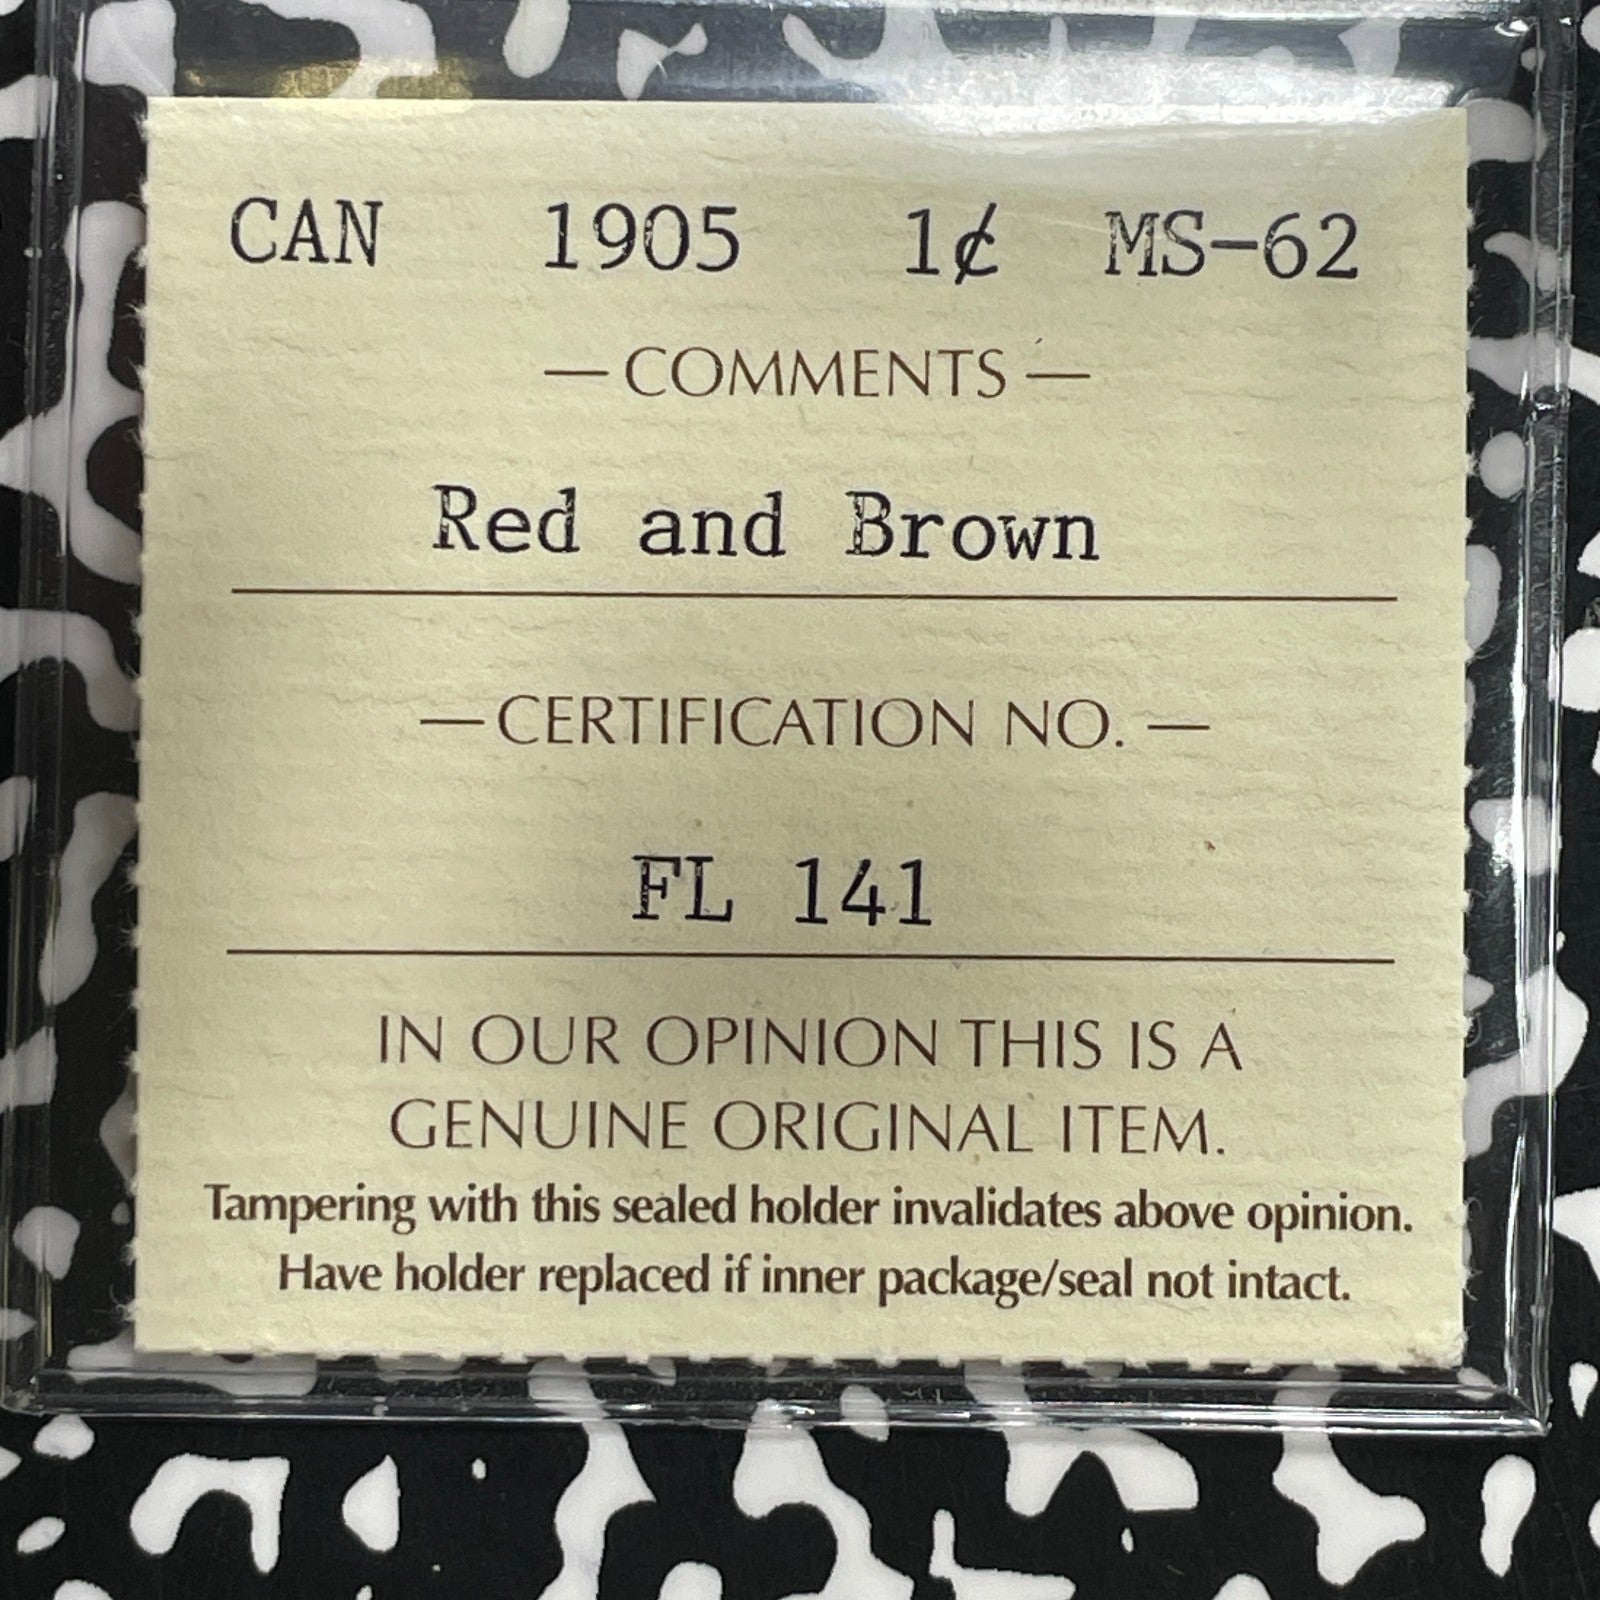 CAN 1905 1¢ MS-62
— COMMENTS —
Red and Brown
— CERTIFICATION NO. —
FL 141
IN OUR OPINION THIS IS A
GENUINE ORIGINAL ITEM.
Tampering with this sealed holder invalidates above opinion.
Have holder replaced if inner package/seal not intact.